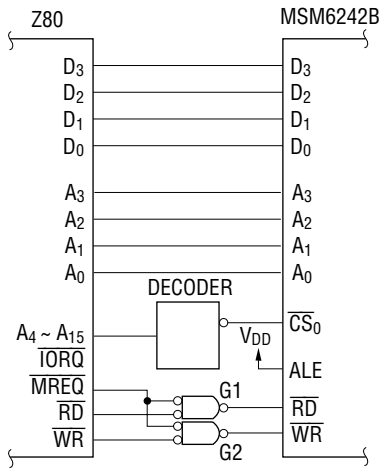 Z80 MSM6242B
D3 D3
D2 D2
D1 D1
D0 D0
A3 A3
A2 A2
A1 A1
A0 A0
DECODER
A4 ~ A15 CS0
VDD
IORQ
ALE
MREQ
G1
RD RD
WR WR
G2